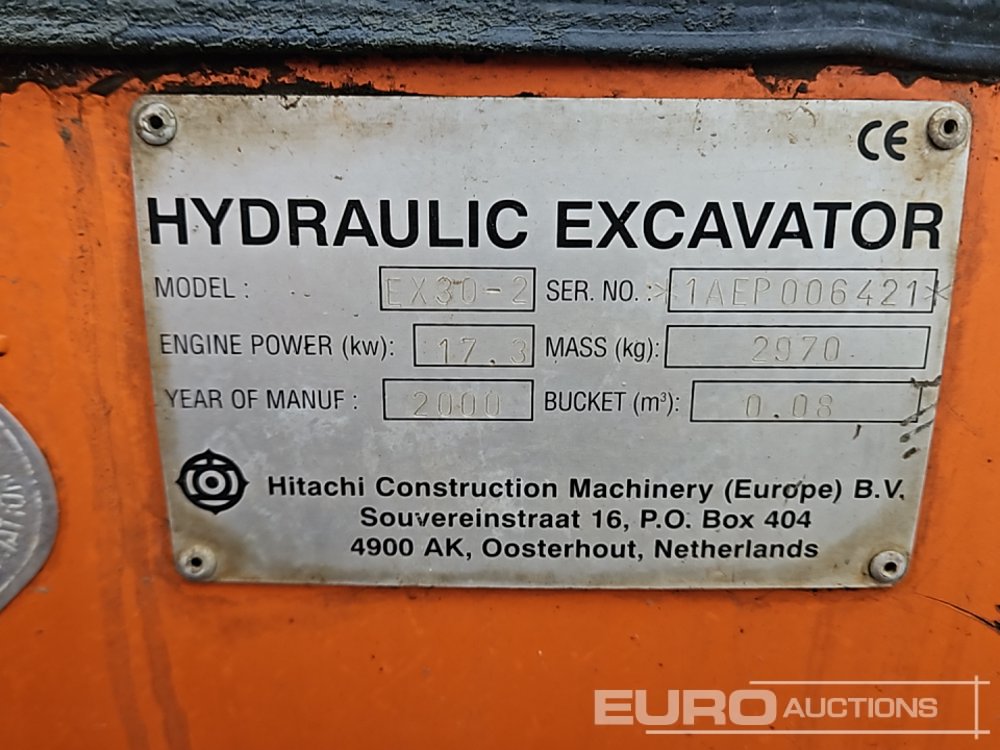 CE
HYDRAULIC EXCAVATOR
MODEL : EX30-2 SER. NO. *1AEP006421*
ENGINE POWER (kw): 17.3 MASS (kg): 2970
YEAR OF MANUF : 2000 BUCKET (m³): 0.08
Hitachi Construction Machinery (Europe) B.V.
Souvereinstraat 16, P.O. Box 404
4900 AK, Oosterhout, Netherlands
EURO AUCTIONS